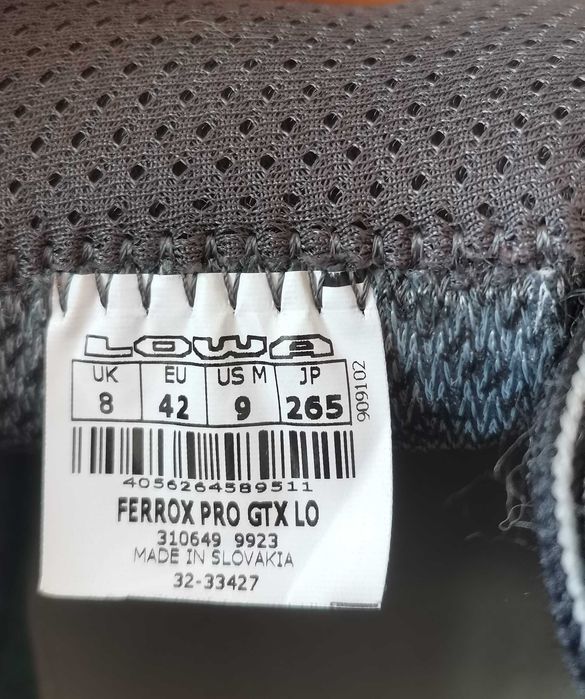 LOWA
UK EU US M JP
8 42 9 265
909102
4056264589511
FERROX PRO GTX LO
310649 9923
MADE IN SLOVAKIA
32-33427